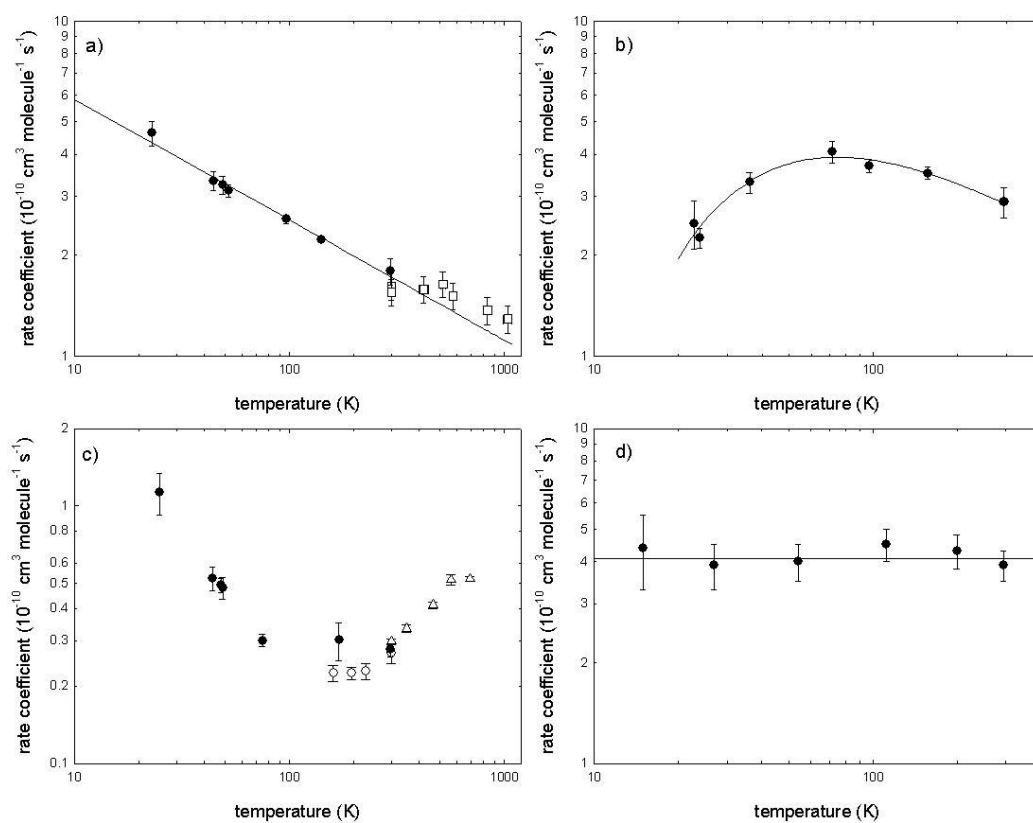 a)
10
9
8
7
6
5
4
3
2
1
rate coefficient (10⁻¹⁰ cm³ molecule⁻¹ s⁻¹)
10 100 1000
temperature (K)
b)
10
9
8
7
6
5
4
3
2
1
rate coefficient (10⁻¹⁰ cm³ molecule⁻¹ s⁻¹)
10 100
temperature (K)
c)
2
1
0.8
0.6
0.5
0.4
0.3
0.2
0.1
rate coefficient (10⁻¹⁰ cm³ molecule⁻¹ s⁻¹)
10 100 1000
temperature (K)
d)
10
9
8
7
6
5
4
3
2
1
rate coefficient (10⁻¹⁰ cm³ molecule⁻¹ s⁻¹)
10 100
temperature (K)